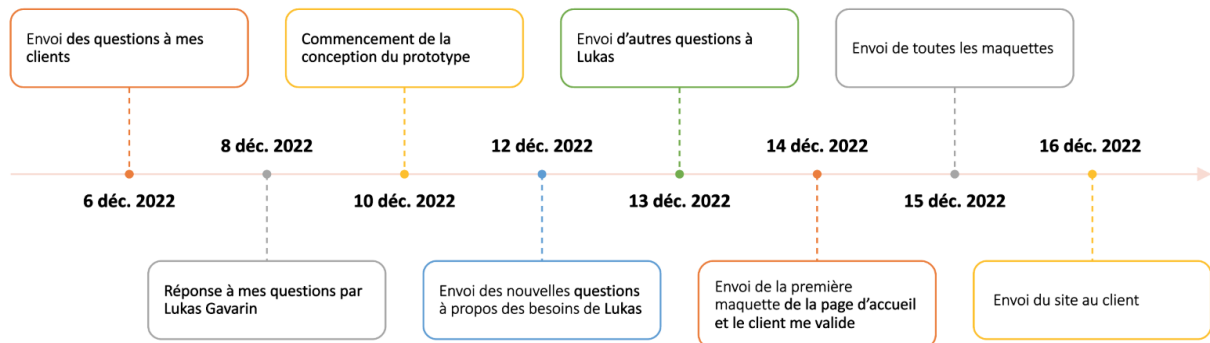 Envoi des questions à mes
clients
Commencement de la
conception du prototype
Envoi d'autres questions à
Lukas
Envoi de toutes les maquettes
8 déc. 2022
12 déc. 2022
14 déc. 2022
16 déc. 2022
6 déc. 2022
10 déc. 2022
13 déc. 2022
15 déc. 2022
Réponse à mes questions par
Lukas Gavarin
Envoi des nouvelles questions
à propos des besoins de Lukas
Envoi de la première
maquette de la page d'accueil
et le client me valide
Envoi du site au client